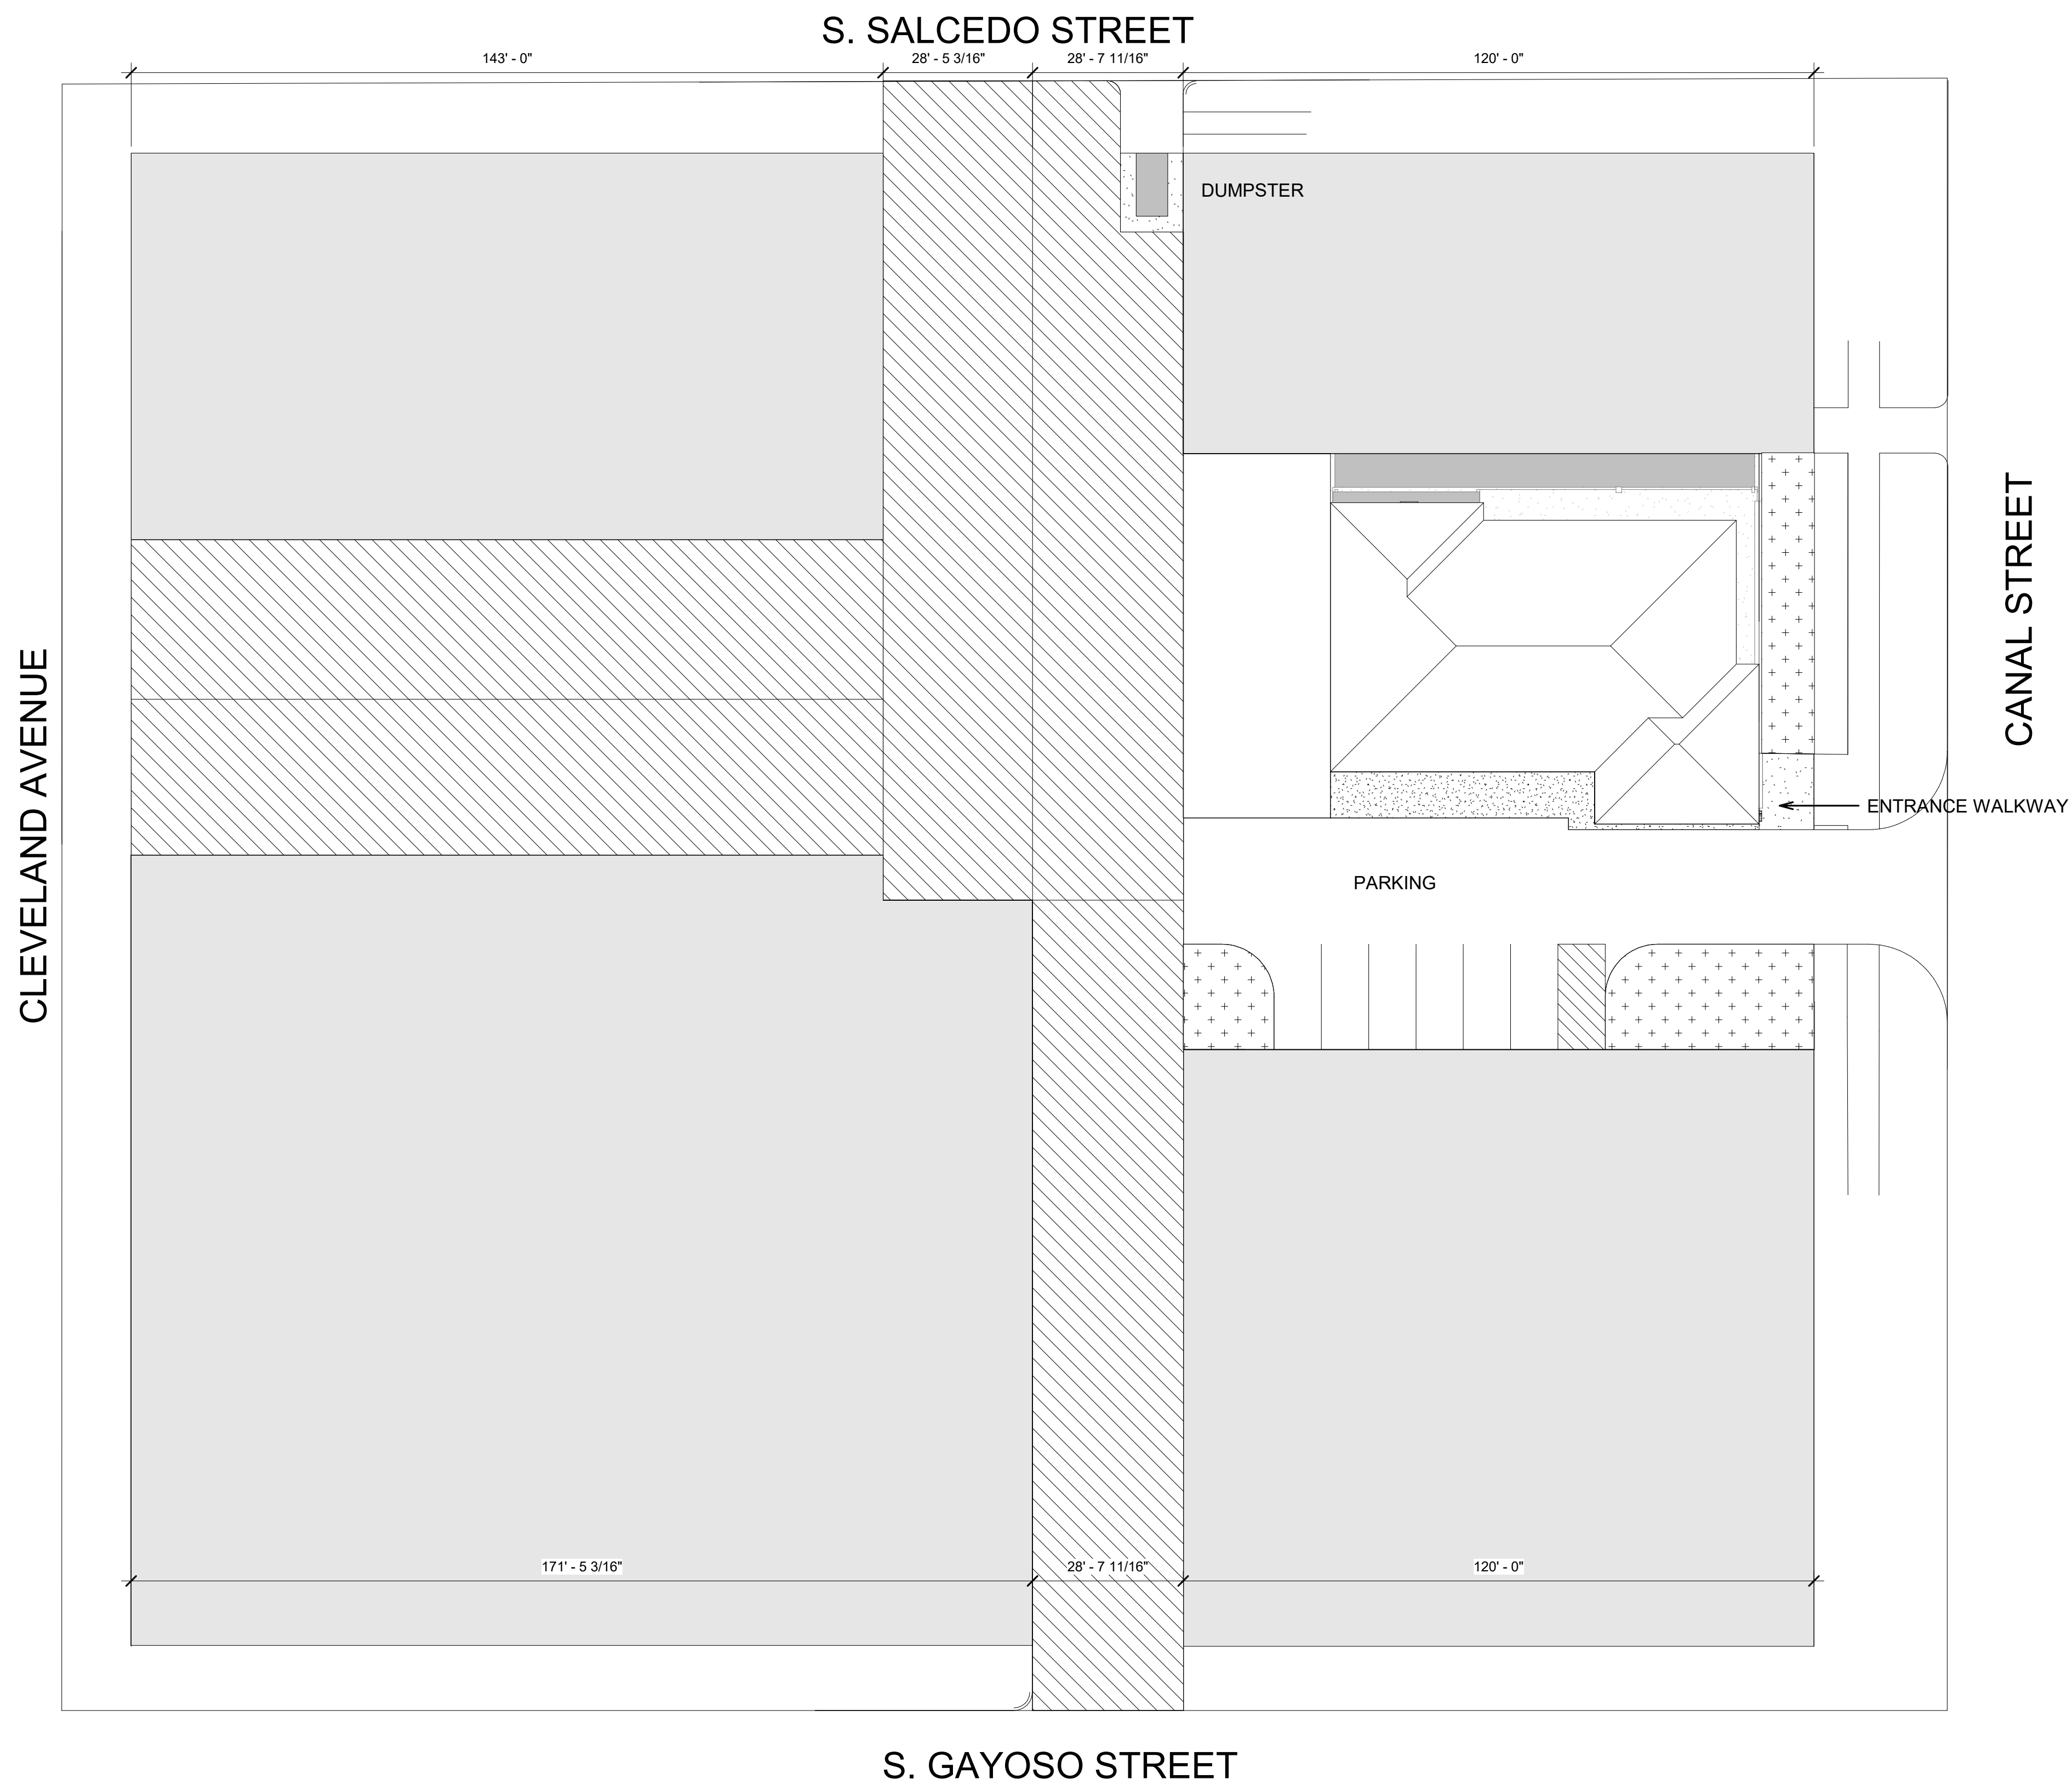 S. SALCEDO STREET
143' - 0"
28' - 5 3/16"
28' - 7 11/16"
120' - 0"
DUMPSTER
CLEVELAND AVENUE
CANAL STREET
ENTRANCE WALKWAY
PARKING
171' - 5 3/16"
28' - 7 11/16"
120' - 0"
S. GAYOSO STREET